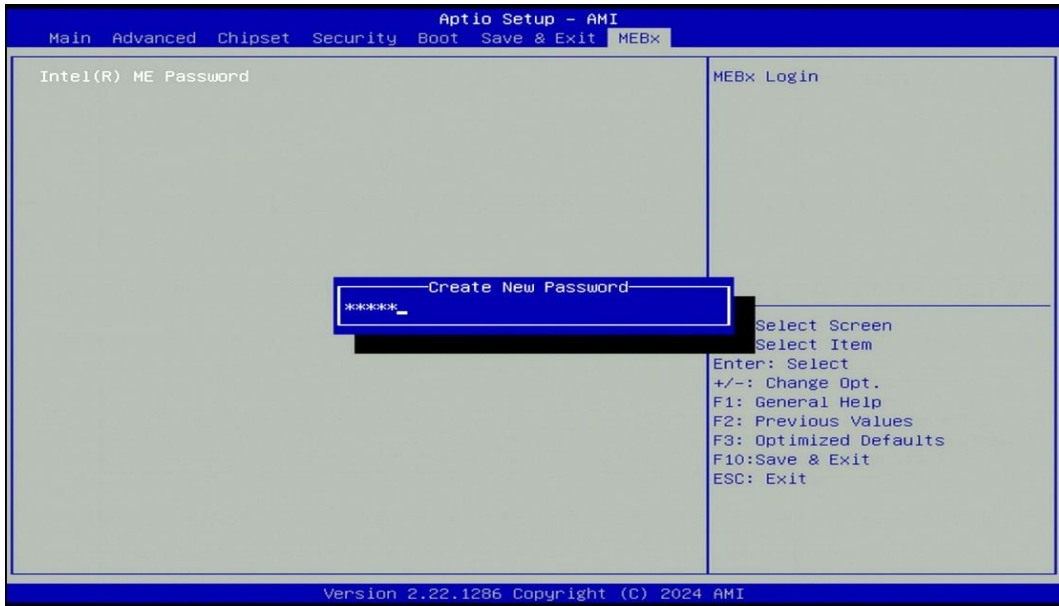 Aptio Setup – AMI
Main Advanced Chipset Security Boot Save & Exit MEBx
Intel(R) ME Password
MEBx Login
Create New Password
*****_
Select Screen
Select Item
Enter: Select
+/-: Change Opt.
F1: General Help
F2: Previous Values
F3: Optimized Defaults
F10:Save & Exit
ESC: Exit
Version 2.22.1286 Copyright (C) 2024 AMI